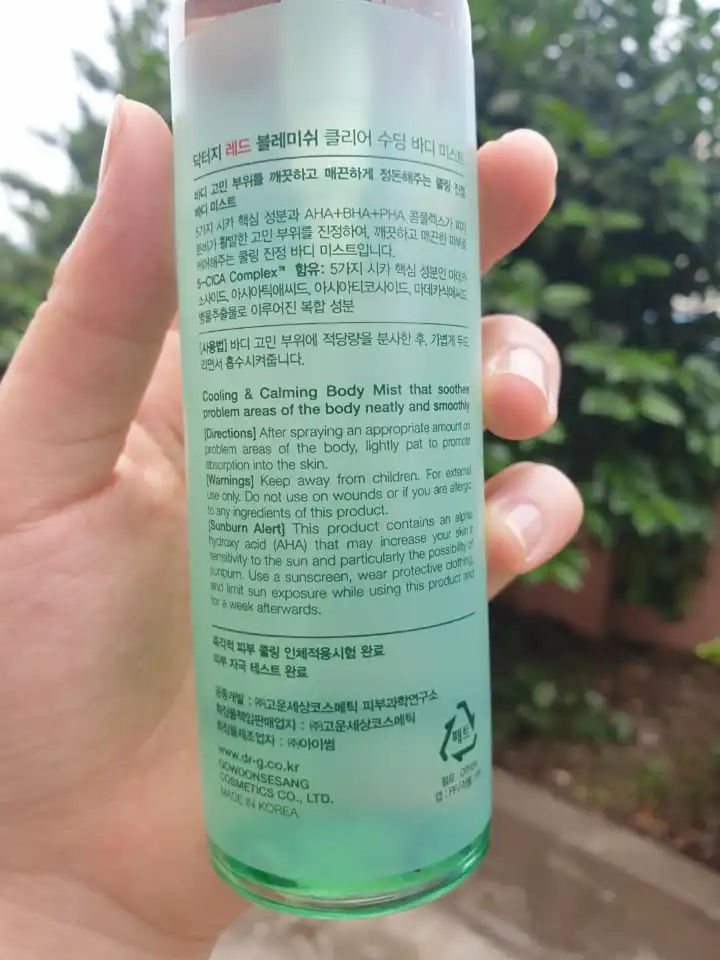 닥터지 레드 블레미쉬 클리어 수딩 바디 미스트
바디 고민 부위를 깨끗하고 매끈하게 정돈해주는 쿨링 진정
바디 미스트
5가지 시카 핵심 성분과 AHA+BHA+PHA 콤플렉스가 피지
분비가 활발한 고민 부위를 진정하여, 깨끗하고 매끈한 피부로
케어해주는 쿨링 진정 바디 미스트입니다.
5-CICA Complex™ 함유: 5가지 시카 핵심 성분인 마데카
소사이드, 아시아틱애씨드, 아시아티코사이드, 마데카식애씨드,
병풀추출물로 이루어진 복합 성분
[사용법] 바디 고민 부위에 적당량을 분사한 후, 가볍게 두드
리면서 흡수시켜줍니다.
Cooling & Calming Body Mist that soothes
problem areas of the body neatly and smoothly
[Directions] After spraying an appropriate amount on
problem areas of the body, lightly pat to promote
absorption into the skin.
[Warnings] Keep away from children. For external
use only. Do not use on wounds or if you are allergic
to any ingredients of this product.
[Sunburn Alert] This product contains an alpha
hydroxy acid (AHA) that may increase your skin's
sensitivity to the sun and particularly the possibility of
sunburn. Use a sunscreen, wear protective clothing,
and limit sun exposure while using this product and
for a week afterwards.
즉각적 피부 쿨링 인체적용시험 완료
피부 자극 테스트 완료
공동개발 : ㈜고운세상코스메틱 피부과학연구소
화장품책임판매업자 : ㈜고운세상코스메틱
화장품제조업자 : ㈜아이썸
www.dr-g.co.kr
GOWOONSESANG
COSMETICS CO., LTD.
MADE IN KOREA
페트
캡 : PP/